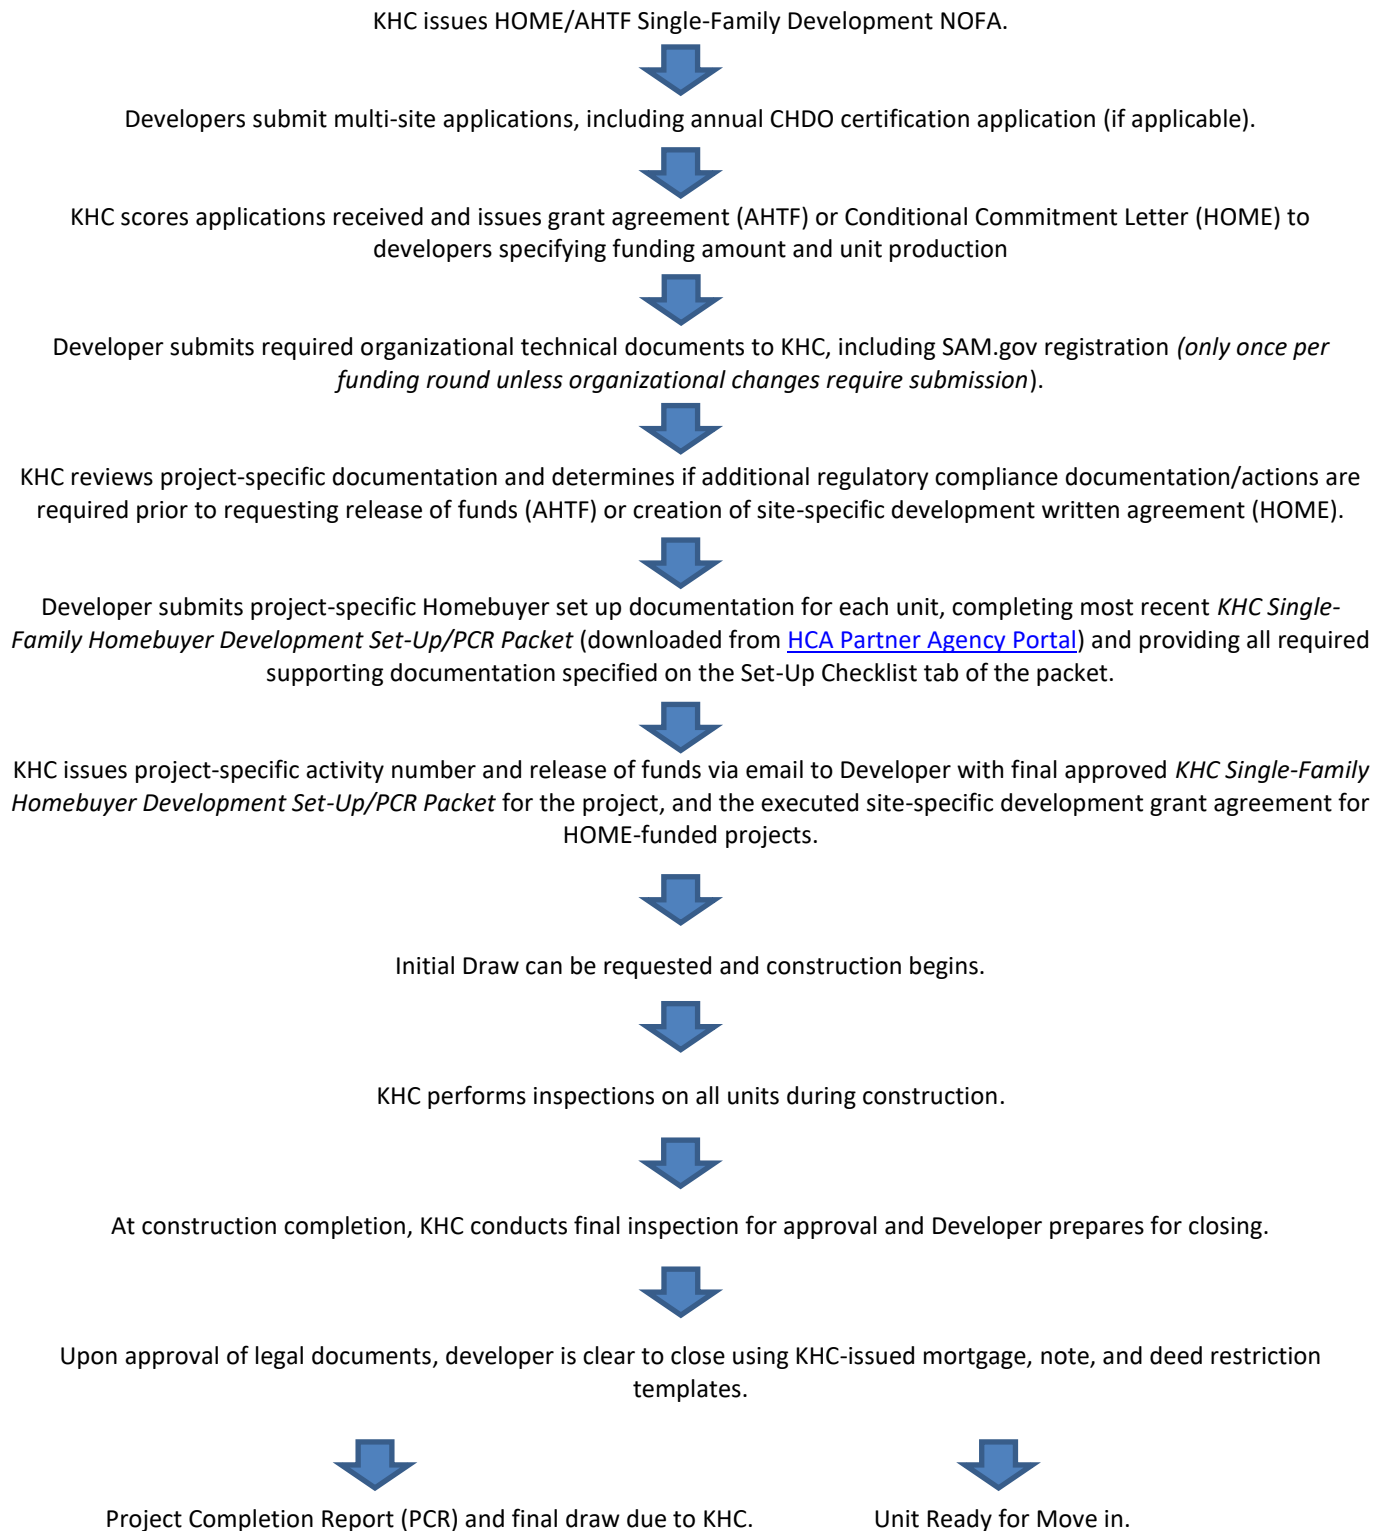 KHC issues HOME/AHTF Single-Family Development NOFA.
Developers submit multi-site applications, including annual CHDO certification application (if applicable).
KHC scores applications received and issues grant agreement (AHTF) or Conditional Commitment Letter (HOME) to
developers specifying funding amount and unit production
Developer submits required organizational technical documents to KHC, including SAM.gov registration (only once per
funding round unless organizational changes require submission).
KHC reviews project-specific documentation and determines if additional regulatory compliance documentation/actions are
required prior to requesting release of funds (AHTF) or creation of site-specific development written agreement (HOME).
Developer submits project-specific Homebuyer set up documentation for each unit, completing most recent KHC Single-
Family Homebuyer Development Set-Up/PCR Packet (downloaded from HCA Partner Agency Portal) and providing all required
supporting documentation specified on the Set-Up Checklist tab of the packet.
KHC issues project-specific activity number and release of funds via email to Developer with final approved KHC Single-Family
Homebuyer Development Set-Up/PCR Packet for the project, and the executed site-specific development grant agreement for
HOME-funded projects.
Initial Draw can be requested and construction begins.
KHC performs inspections on all units during construction.
At construction completion, KHC conducts final inspection for approval and Developer prepares for closing.
Upon approval of legal documents, developer is clear to close using KHC-issued mortgage, note, and deed restriction
templates.
Project Completion Report (PCR) and final draw due to KHC.
Unit Ready for Move in.